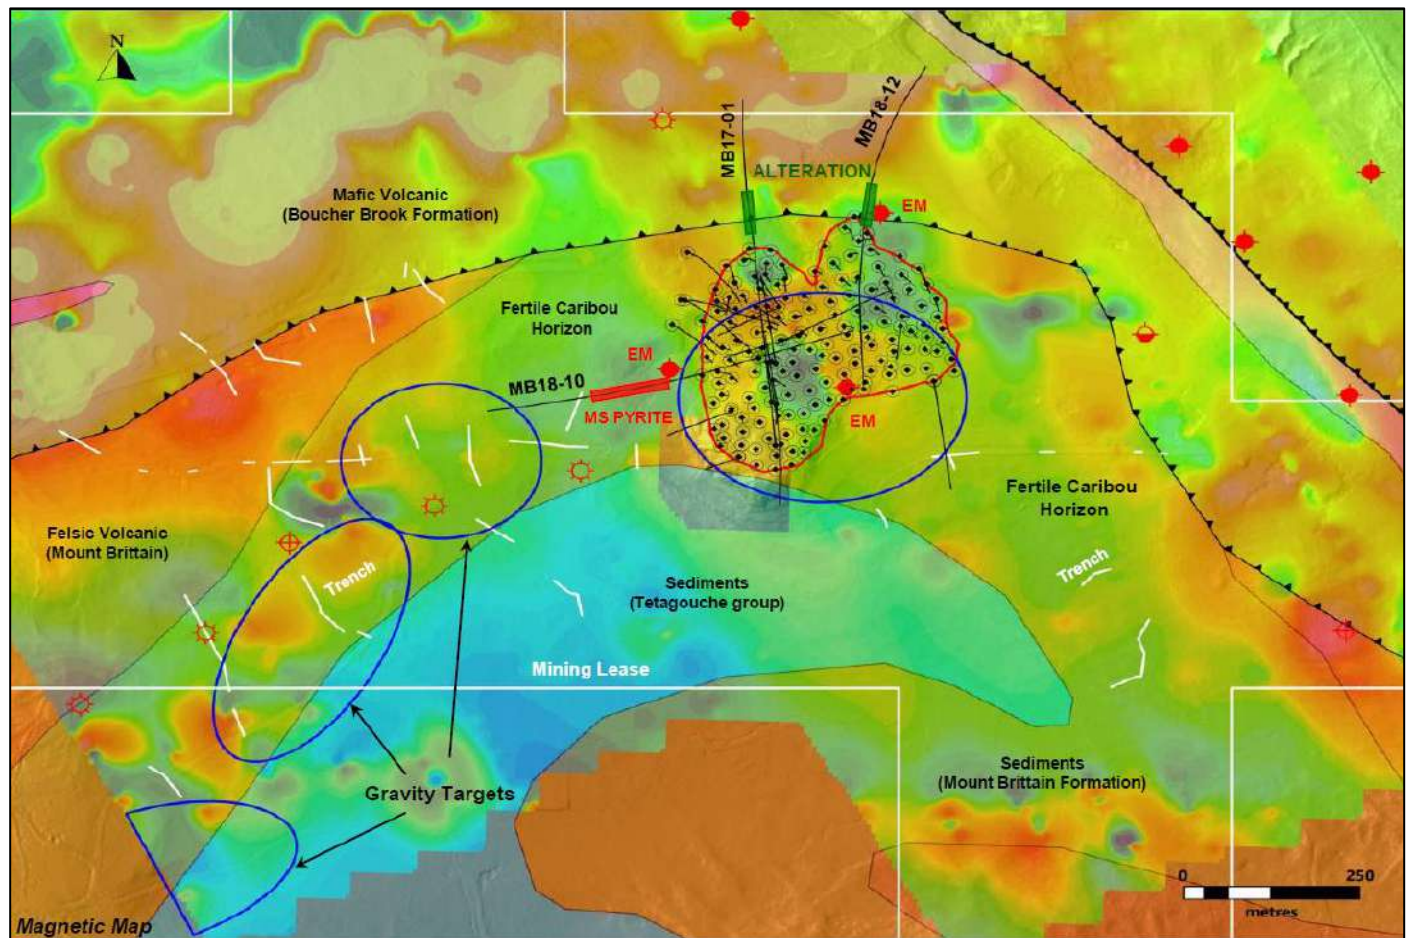 N
MB17-01
MB18-12
ALTERATION
EM
Mafic Volcanic
(Boucher Brook Formation)
Fertile Caribou
Horizon
EM
MB18-10
MS PYRITE
EM
Fertile Caribou
Horizon
Felsic Volcanic
(Mount Brittain)
Trench
Trench
Sediments
(Tetagouche group)
Mining Lease
Sediments
(Mount Brittain Formation)
Gravity Targets
0
250
metres
Magnetic Map